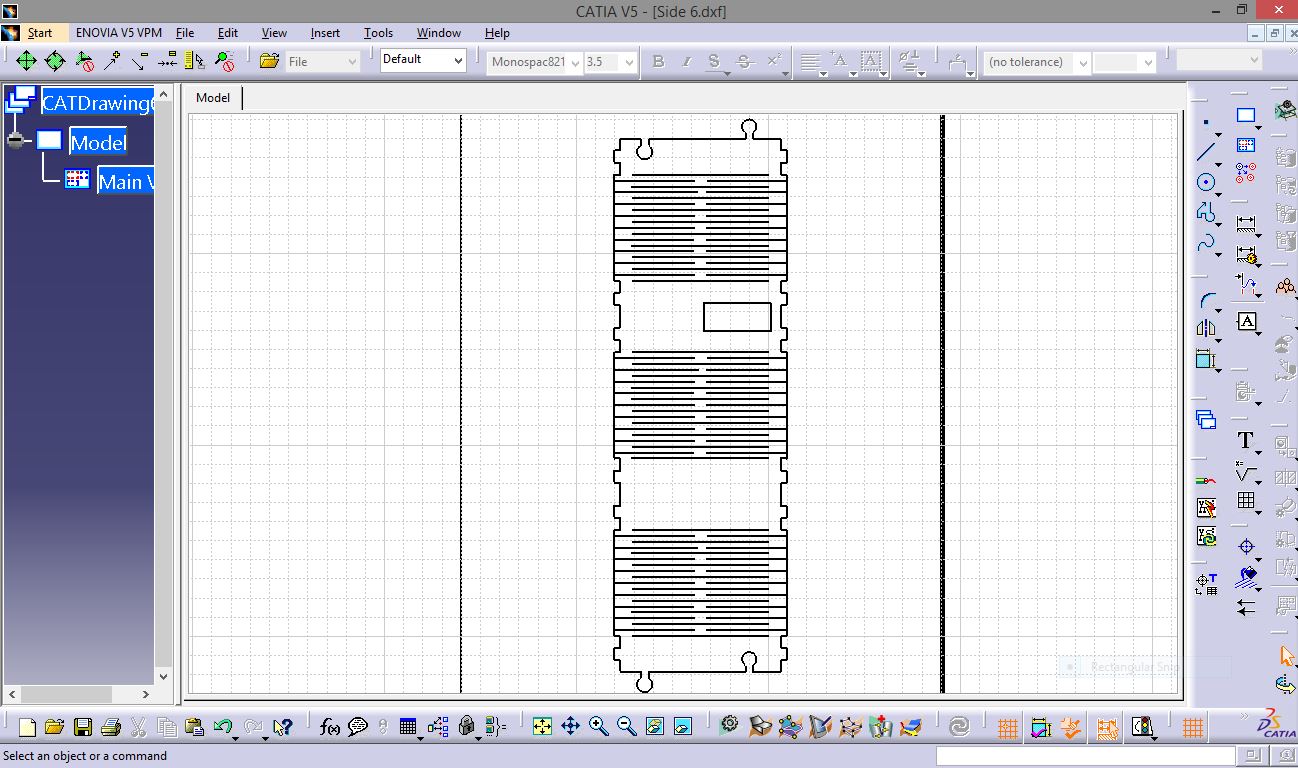 CATIA V5 - [Side 6.dxf]
Start ENOVIA V5 VPM File Edit View Insert Tools Window Help
File Default Monospac821 3.5 B I S S (no tolerance)
CATDrawing
Model
Model
Main V
A
T
f(x)
Rectangular Snip
CATIA
Select an object or a command